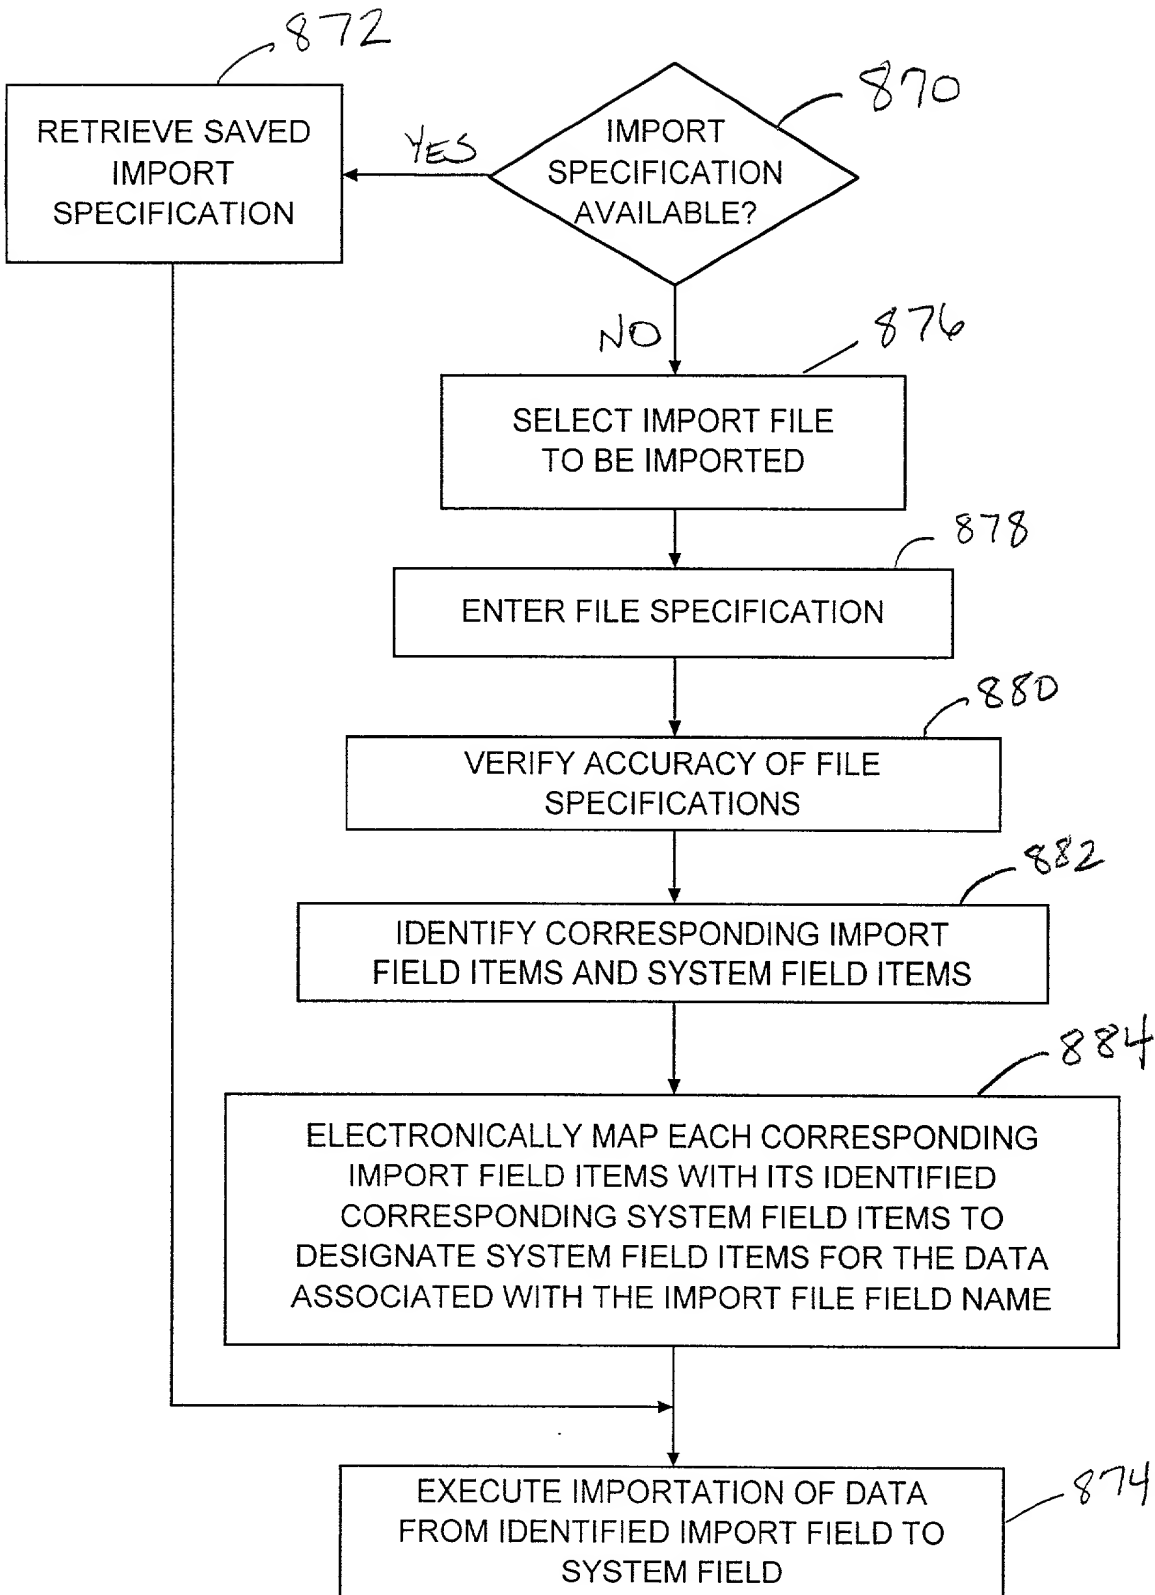 872
870
RETRIEVE SAVED
IMPORT
SPECIFICATION
YES
IMPORT
SPECIFICATION
AVAILABLE?
NO
876
SELECT IMPORT FILE
TO BE IMPORTED
878
ENTER FILE SPECIFICATION
880
VERIFY ACCURACY OF FILE
SPECIFICATIONS
882
IDENTIFY CORRESPONDING IMPORT
FIELD ITEMS AND SYSTEM FIELD ITEMS
884
ELECTRONICALLY MAP EACH CORRESPONDING
IMPORT FIELD ITEMS WITH ITS IDENTIFIED
CORRESPONDING SYSTEM FIELD ITEMS TO
DESIGNATE SYSTEM FIELD ITEMS FOR THE DATA
ASSOCIATED WITH THE IMPORT FILE FIELD NAME
874
EXECUTE IMPORTATION OF DATA
FROM IDENTIFIED IMPORT FIELD TO
SYSTEM FIELD